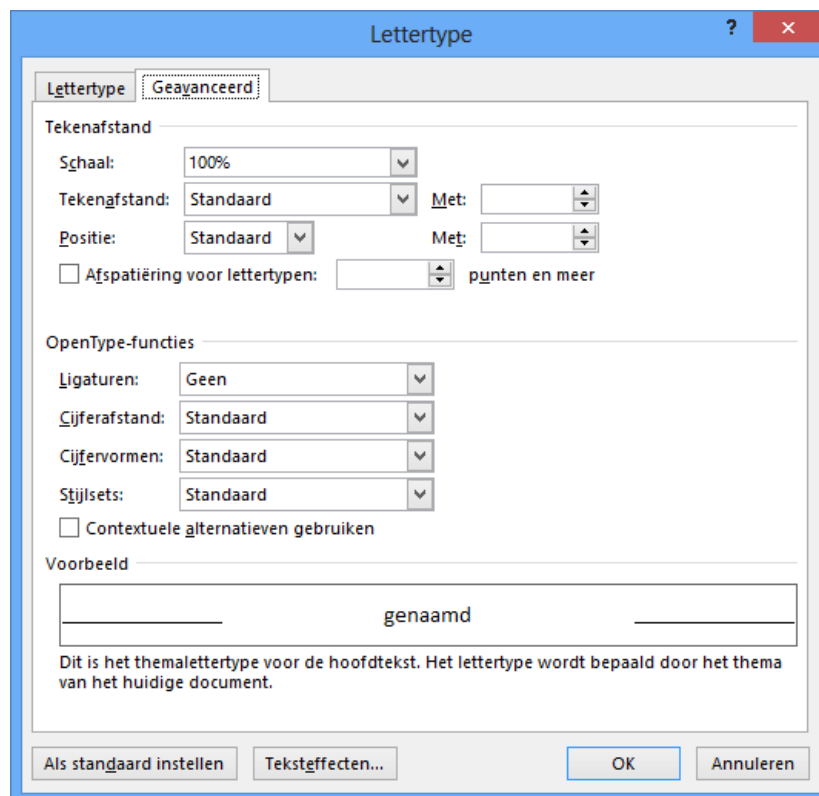 Lettertype ?
Lettertype Geavanceerd
Tekenafstand
Schaal: 100%
Tekenafstand: Standaard Met:
Positie: Standaard Met:
Afspatiëring voor lettertypen: punten en meer
OpenType-functies
Ligaturen: Geen
Cijferafstand: Standaard
Cijfervormen: Standaard
Stijlsets: Standaard
Contextuele alternatieven gebruiken
Voorbeeld
genaamd
Dit is het themalettertype voor de hoofdtekst. Het lettertype wordt bepaald door het thema
van het huidige document.
Als standaard instellen Teksteffecten... OK Annuleren